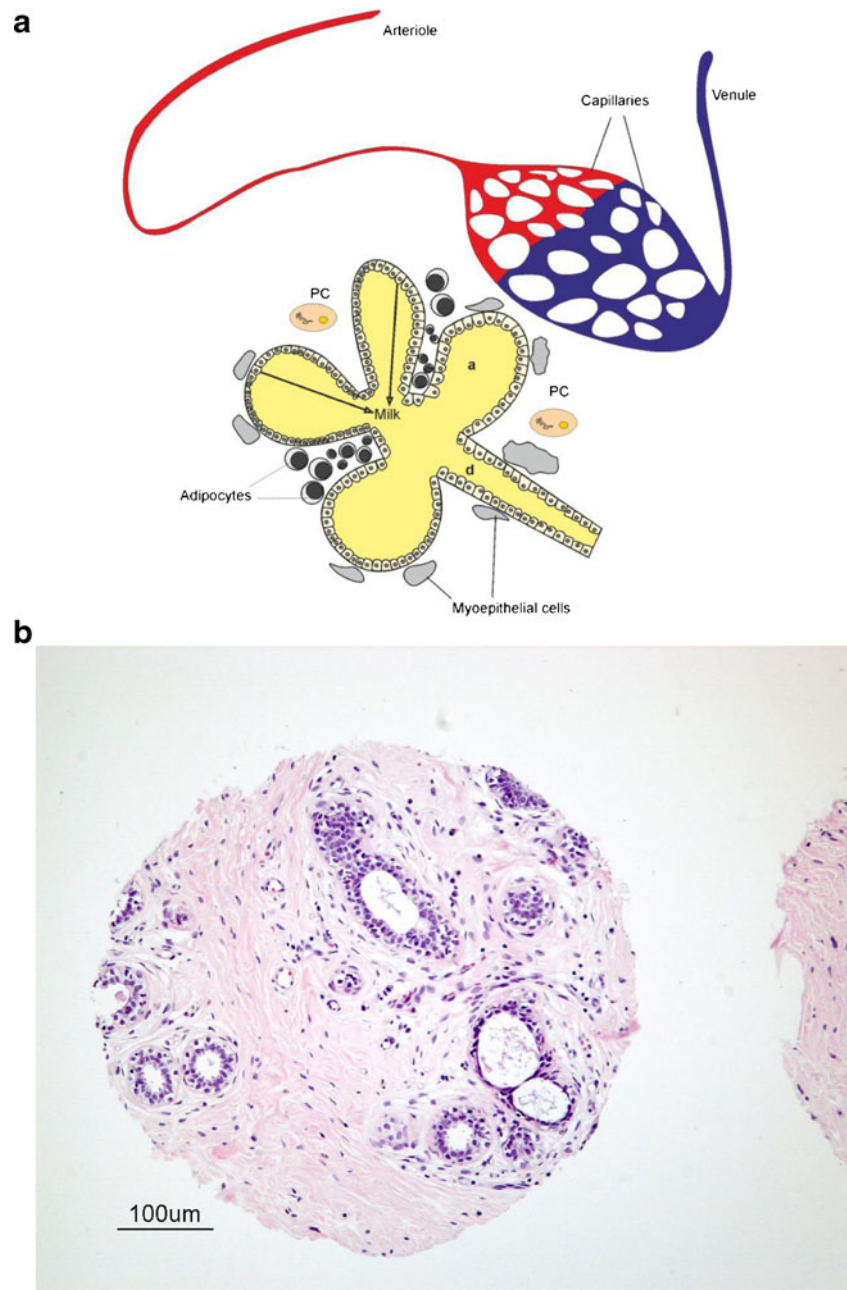 a
Arteriole
Capillaries
Venule
PC
a
Milk
PC
d
Adipocytes
Myoepithelial cells
b
100um